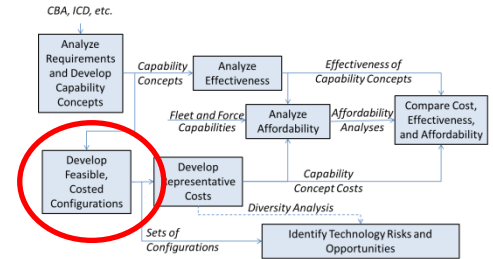 CBA, ICD, etc.
Analyze
Requirements
and Develop
Capability
Concepts
Capability
Concepts
Analyze
Effectiveness
Effectiveness of
Capability Concepts
Fleet and Force
Capabilities
Analyze
Affordability
Affordability
Analyses
Compare Cost,
Effectiveness,
and Affordability
Develop
Feasible,
Costed
Configurations
Develop
Representative
Costs
Capability
Concept Costs
Diversity Analysis
Sets of
Configurations
Identify Technology Risks and
Opportunities